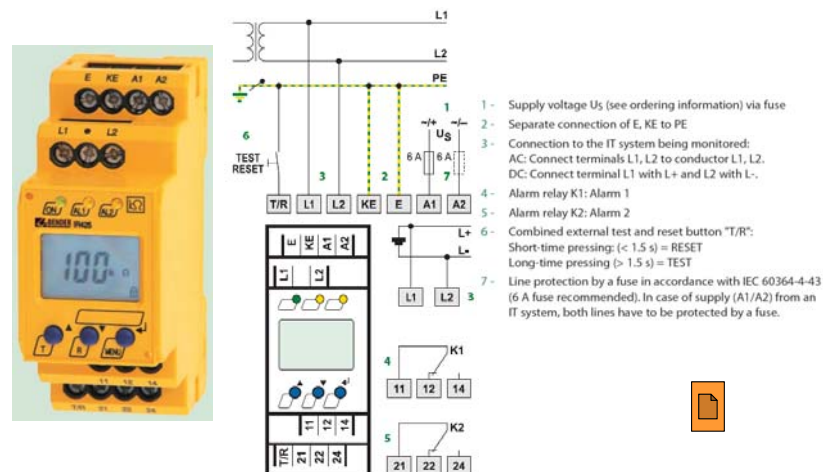 E KE A1 A2
L1 L2
ON AL1 AL2 kΩ
BENDER IR425
100 k Ω
T R MENU
11 12 14
T/R 21 22 24
L1
L2
PE
1
~/+ ~/–
US
6 A 6 A
7
6
TEST
RESET
3
2
T/R L1 L2 KE E A1 A2
E KE A1 A2
L1 L2
L+
L-
L1 L2 3
4
K1
11 12 14
11 12 14
5
K2
T/R 21 22 24
21 22 24
1 - Supply voltage US (see ordering information) via fuse
2 - Separate connection of E, KE to PE
3 - Connection to the IT system being monitored:
AC: Connect terminals L1, L2 to conductor L1, L2.
DC: Connect terminal L1 with L+ and L2 with L-.
4 - Alarm relay K1: Alarm 1
5 - Alarm relay K2: Alarm 2
6 - Combined external test and reset button "T/R":
Short-time pressing: (< 1.5 s) = RESET
Long-time pressing (> 1.5 s) = TEST
7 - Line protection by a fuse in accordance with IEC 60364-4-43
(6 A fuse recommended). In case of supply (A1/A2) from an
IT system, both lines have to be protected by a fuse.